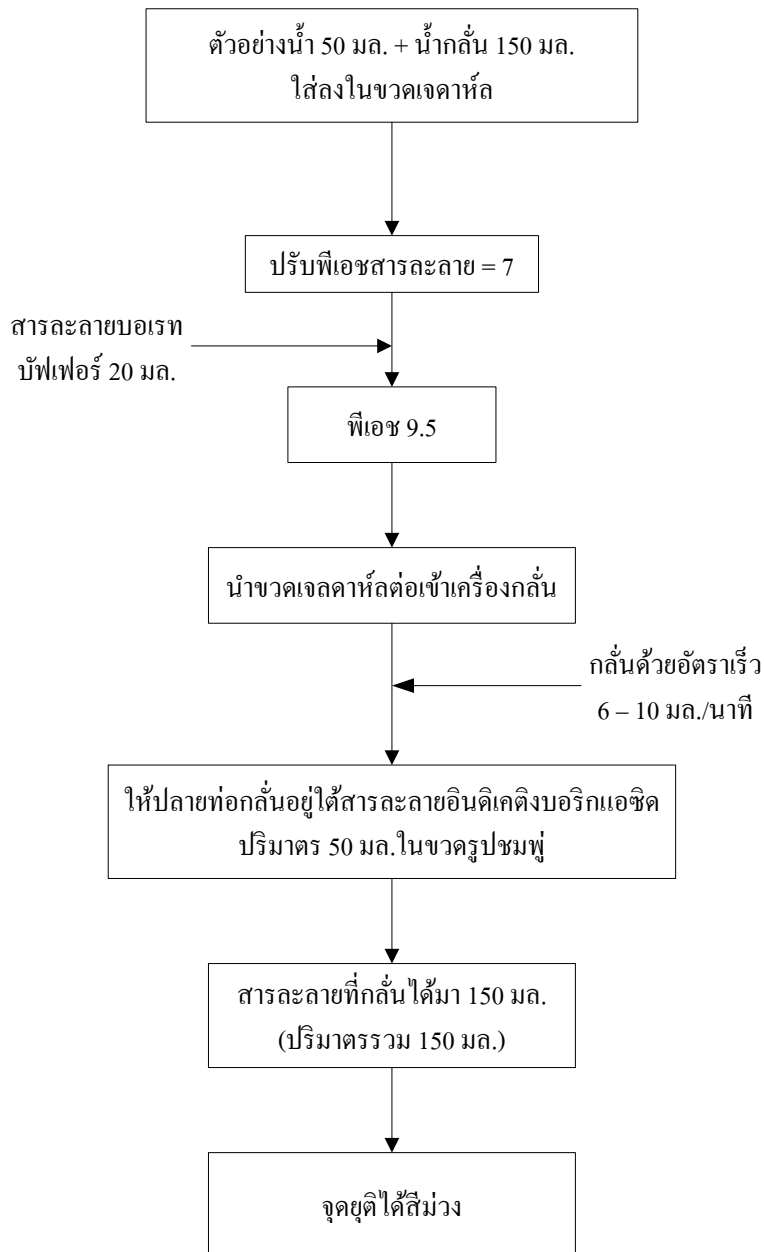 ตัวอย่างน้ำ 50 มล. + น้ำกลั่น 150 มล.
ใส่ลงในขวดเจดาห์ล
ปรับพีเอชสารละลาย = 7
สารละลายบอเรท
บัฟเฟอร์ 20 มล.
พีเอช 9.5
นำขวดเจลดาห์ลต่อเข้าเครื่องกลั่น
กลั่นด้วยอัตราเร็ว
6 – 10 มล./นาที
ให้ปลายท่อกลั่นอยู่ใต้สารละลายอินดิเคติงบอริกแอซิด
ปริมาตร 50 มล.ในขวดรูปชมพู่
สารละลายที่กลั่นได้มา 150 มล.
(ปริมาตรรวม 150 มล.)
จุดยุติได้สีม่วง